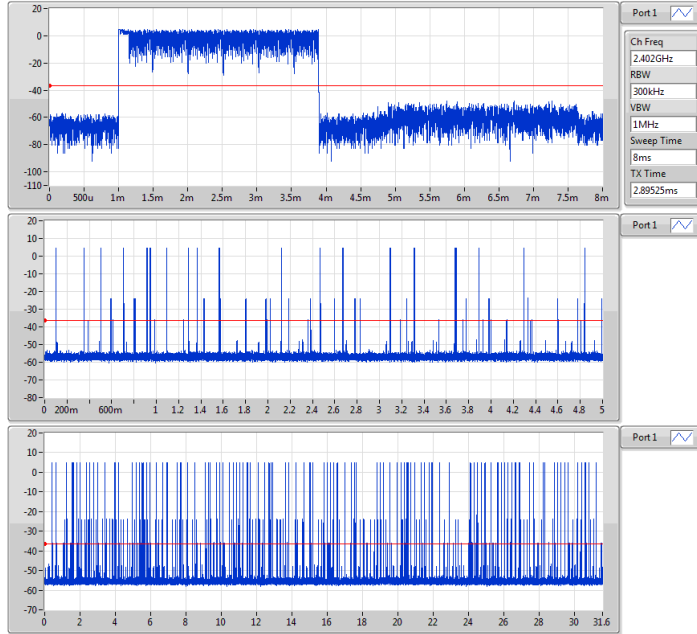 20
0
-20
-40
-60
-80
-100
-110
0 500u 1m 1.5m 2m 2.5m 3m 3.5m 4m 4.5m 5m 5.5m 6m 6.5m 7m 7.5m 8m
Port 1
Ch Freq
2.402GHz
RBW
300kHz
VBW
1MHz
Sweep Time
8ms
TX Time
2.89525ms
20
10
0
-10
-20
-30
-40
-50
-60
-70
-80
0 200m 600m 1 1.2 1.4 1.6 1.8 2 2.2 2.4 2.6 2.8 3 3.2 3.4 3.6 3.8 4 4.2 4.4 4.6 4.8 5
Port 1
20
10
0
-10
-20
-30
-40
-50
-60
-70
0 2 4 6 8 10 12 14 16 18 20 22 24 26 28 30 31.6
Port 1